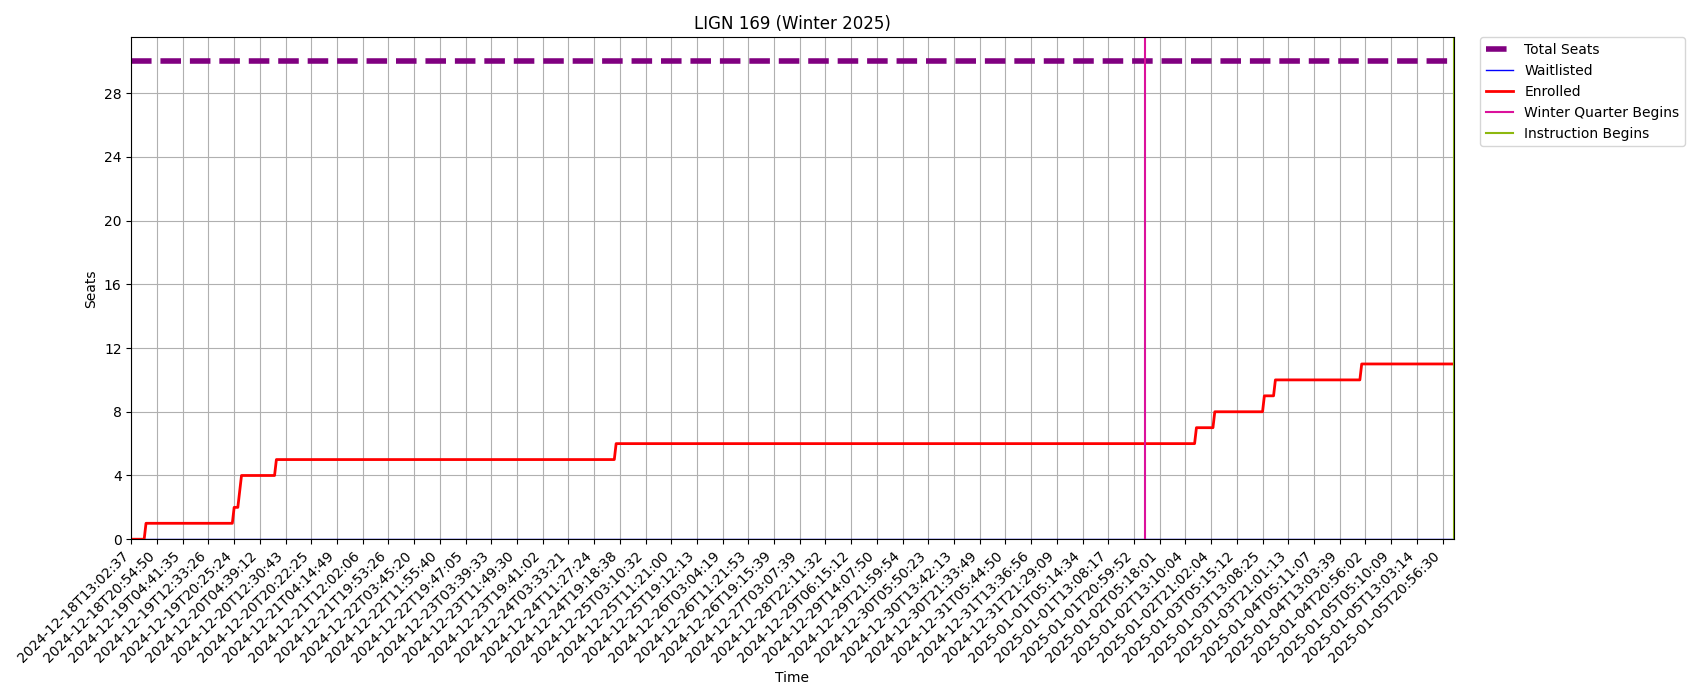 LIGN 169 (Winter 2025)
Total Seats
Waitlisted
Enrolled
Winter Quarter Begins
Instruction Begins
28
24
20
16
12
8
4
0
Seats
2024-12-18T13:02:37
2024-12-18T20:54:50
2024-12-19T04:41:35
2024-12-19T12:33:26
2024-12-19T20:25:24
2024-12-20T04:39:12
2024-12-20T12:30:43
2024-12-20T20:22:25
2024-12-21T04:14:49
2024-12-21T12:02:06
2024-12-21T19:53:26
2024-12-22T03:45:20
2024-12-22T11:55:40
2024-12-22T19:47:05
2024-12-23T03:39:33
2024-12-23T11:49:30
2024-12-23T19:41:02
2024-12-24T03:33:21
2024-12-24T11:27:24
2024-12-24T19:18:38
2024-12-25T03:10:32
2024-12-25T11:21:00
2024-12-25T19:12:13
2024-12-26T03:04:19
2024-12-26T11:21:53
2024-12-26T19:15:39
2024-12-27T03:07:39
2024-12-28T22:11:32
2024-12-29T06:15:12
2024-12-29T14:07:50
2024-12-29T21:59:54
2024-12-30T05:50:23
2024-12-30T13:42:13
2024-12-30T21:33:49
2024-12-31T05:44:50
2024-12-31T13:36:56
2024-12-31T21:29:09
2025-01-01T05:14:34
2025-01-01T13:08:17
2025-01-01T20:59:52
2025-01-02T05:18:01
2025-01-02T13:10:04
2025-01-02T21:02:04
2025-01-03T05:15:12
2025-01-03T13:08:25
2025-01-03T21:01:13
2025-01-04T05:11:07
2025-01-04T13:03:39
2025-01-04T20:56:02
2025-01-05T05:10:09
2025-01-05T13:03:14
2025-01-05T20:56:30
Time